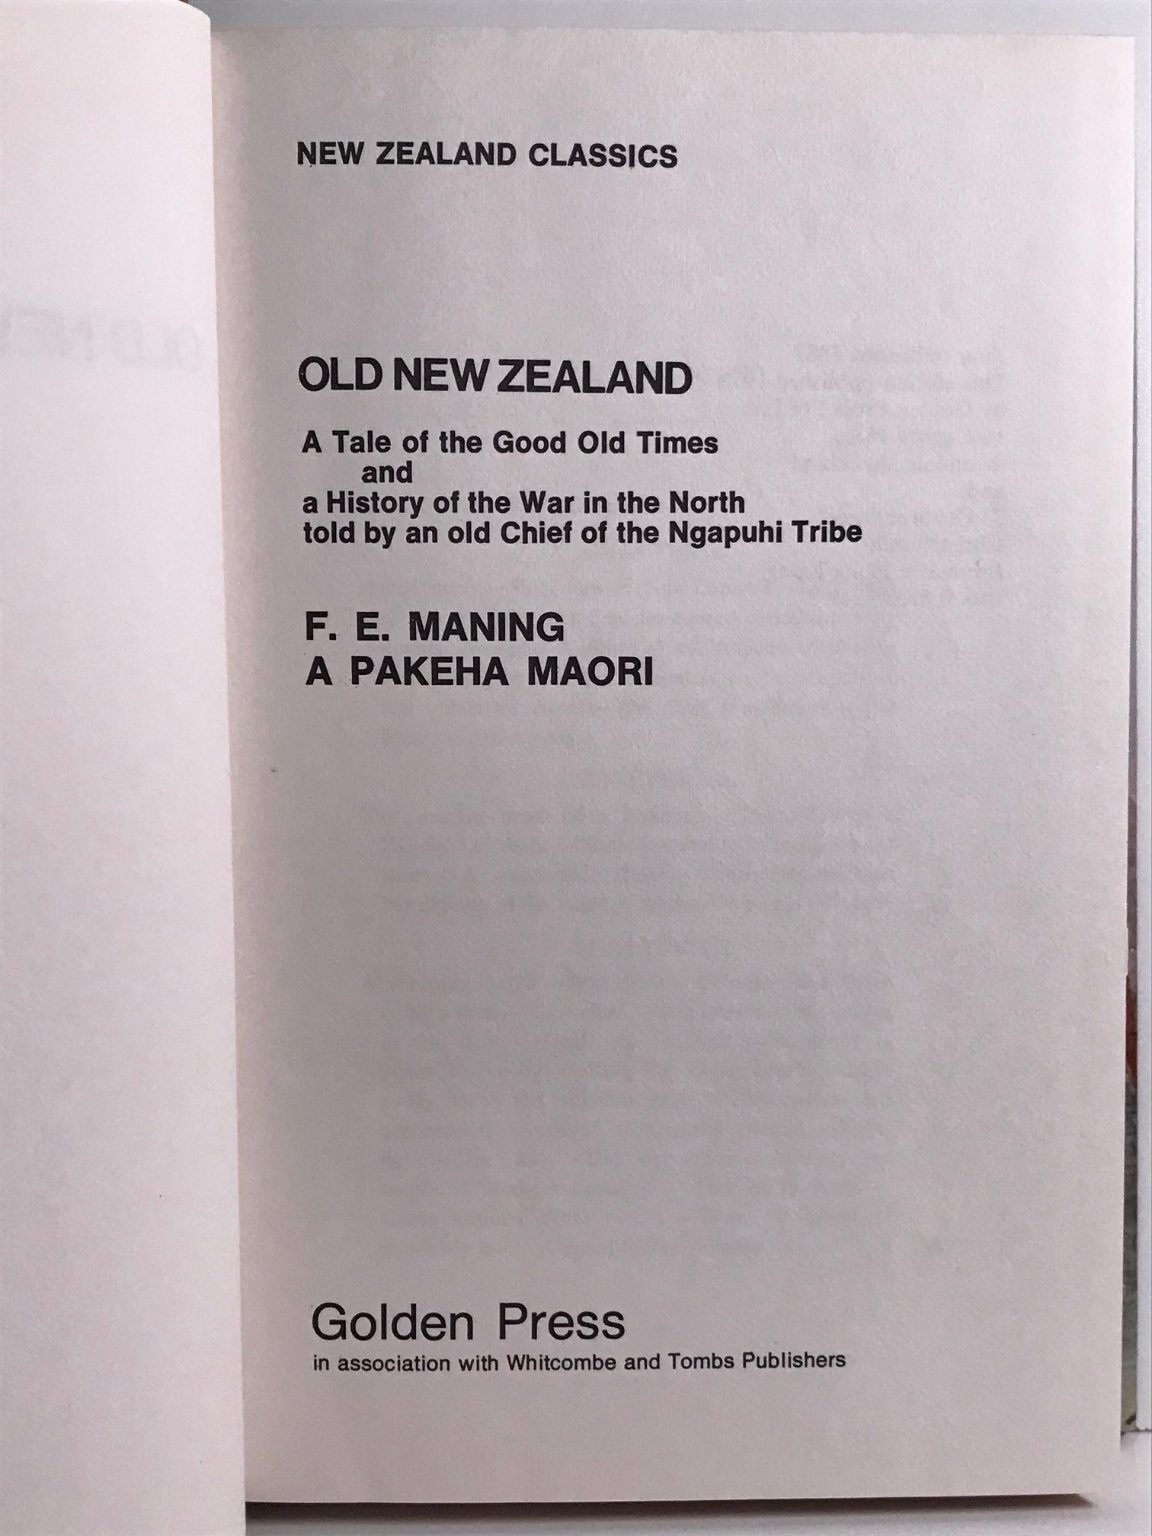 NEW ZEALAND CLASSICS
OLD NEW ZEALAND
A Tale of the Good Old Times
and
a History of the War in the North
told by an old Chief of the Ngapuhi Tribe
F. E. MANING
A PAKEHA MAORI
Golden Press
in association with Whitcombe and Tombs Publishers